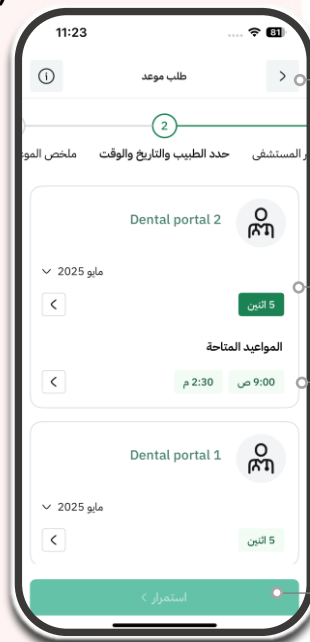 11:23
81
طلب موعد
2
ر المستشفى
حدد الطبيب والتاريخ والوقت
ملخص المو
Dental portal 2
مايو 2025
5 اثنين
المواعيد المتاحة
9:00 ص
2:30 م
Dental portal 1
مايو 2025
5 اثنين
استمرار >